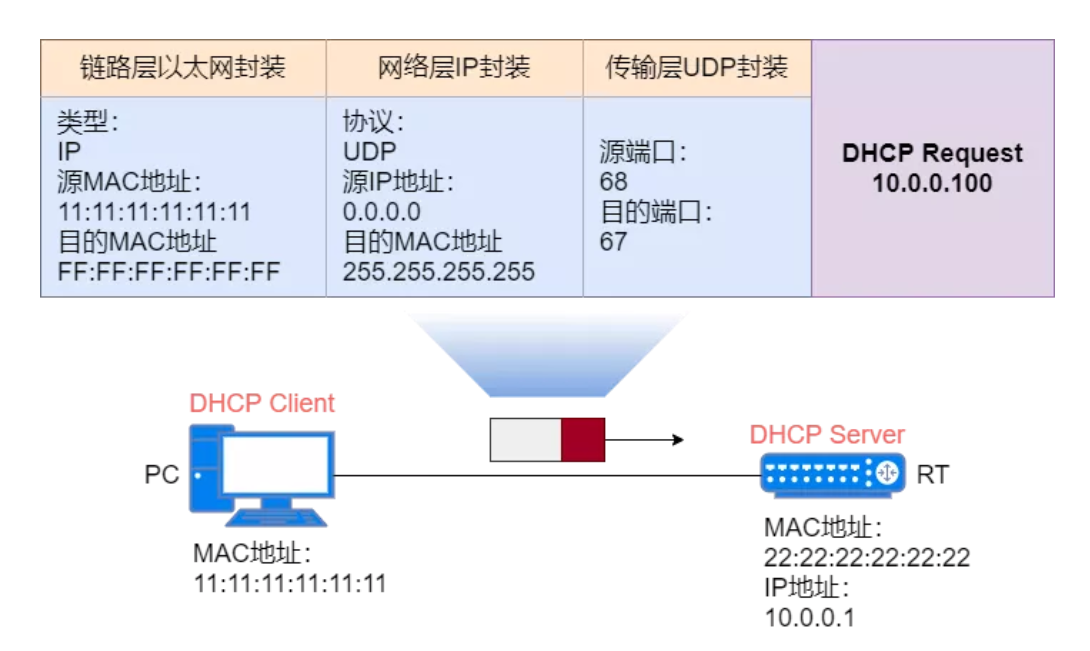 链路层以太网封装
网络层IP封装
传输层UDP封装
类型：
IP
源MAC地址：
11:11:11:11:11:11
目的MAC地址
FF:FF:FF:FF:FF:FF
协议：
UDP
源IP地址：
0.0.0.0
目的MAC地址
255.255.255.255
源端口：
68
目的端口：
67
DHCP Request
10.0.0.100
DHCP Client
PC
MAC地址：
11:11:11:11:11:11
DHCP Server
RT
MAC地址：
22:22:22:22:22:22
IP地址：
10.0.0.1